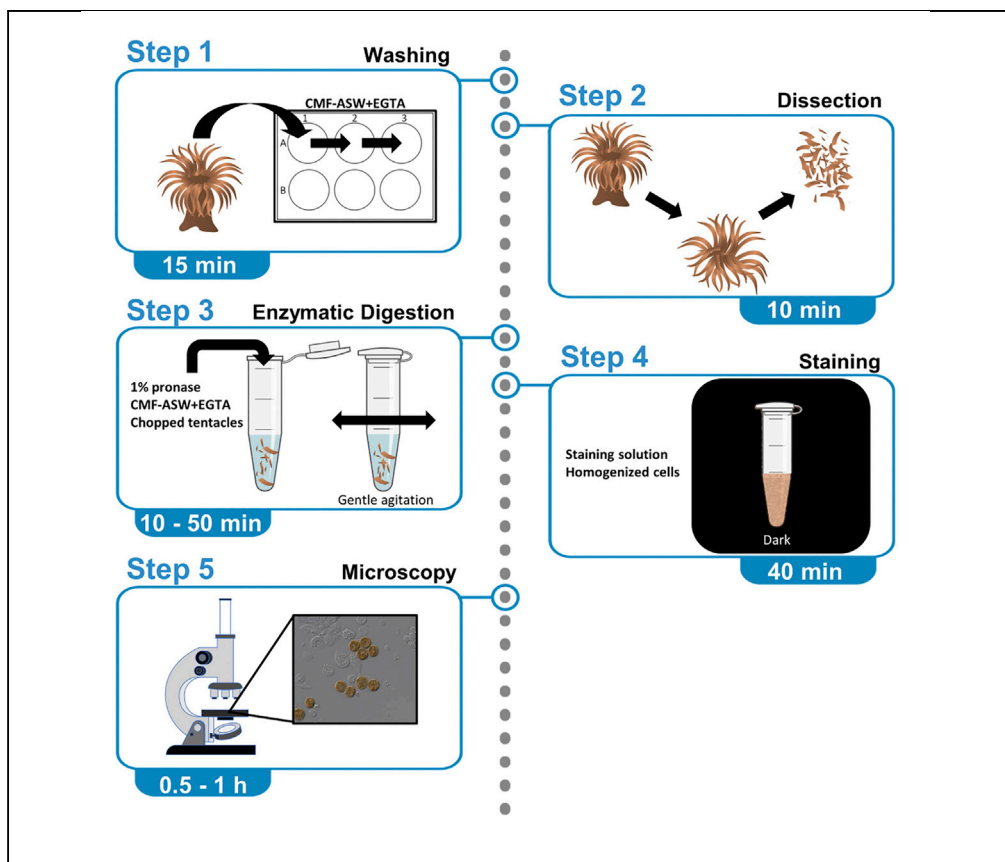 Step 1
Washing
CMF-ASW+EGTA
1 2 3
A
B
15 min
Step 2
Dissection
10 min
Step 3
Enzymatic Digestion
1% pronase
CMF-ASW+EGTA
Chopped tentacles
Gentle agitation
10 - 50 min
Step 4
Staining
Staining solution
Homogenized cells
Dark
40 min
Step 5
Microscopy
0.5 - 1 h